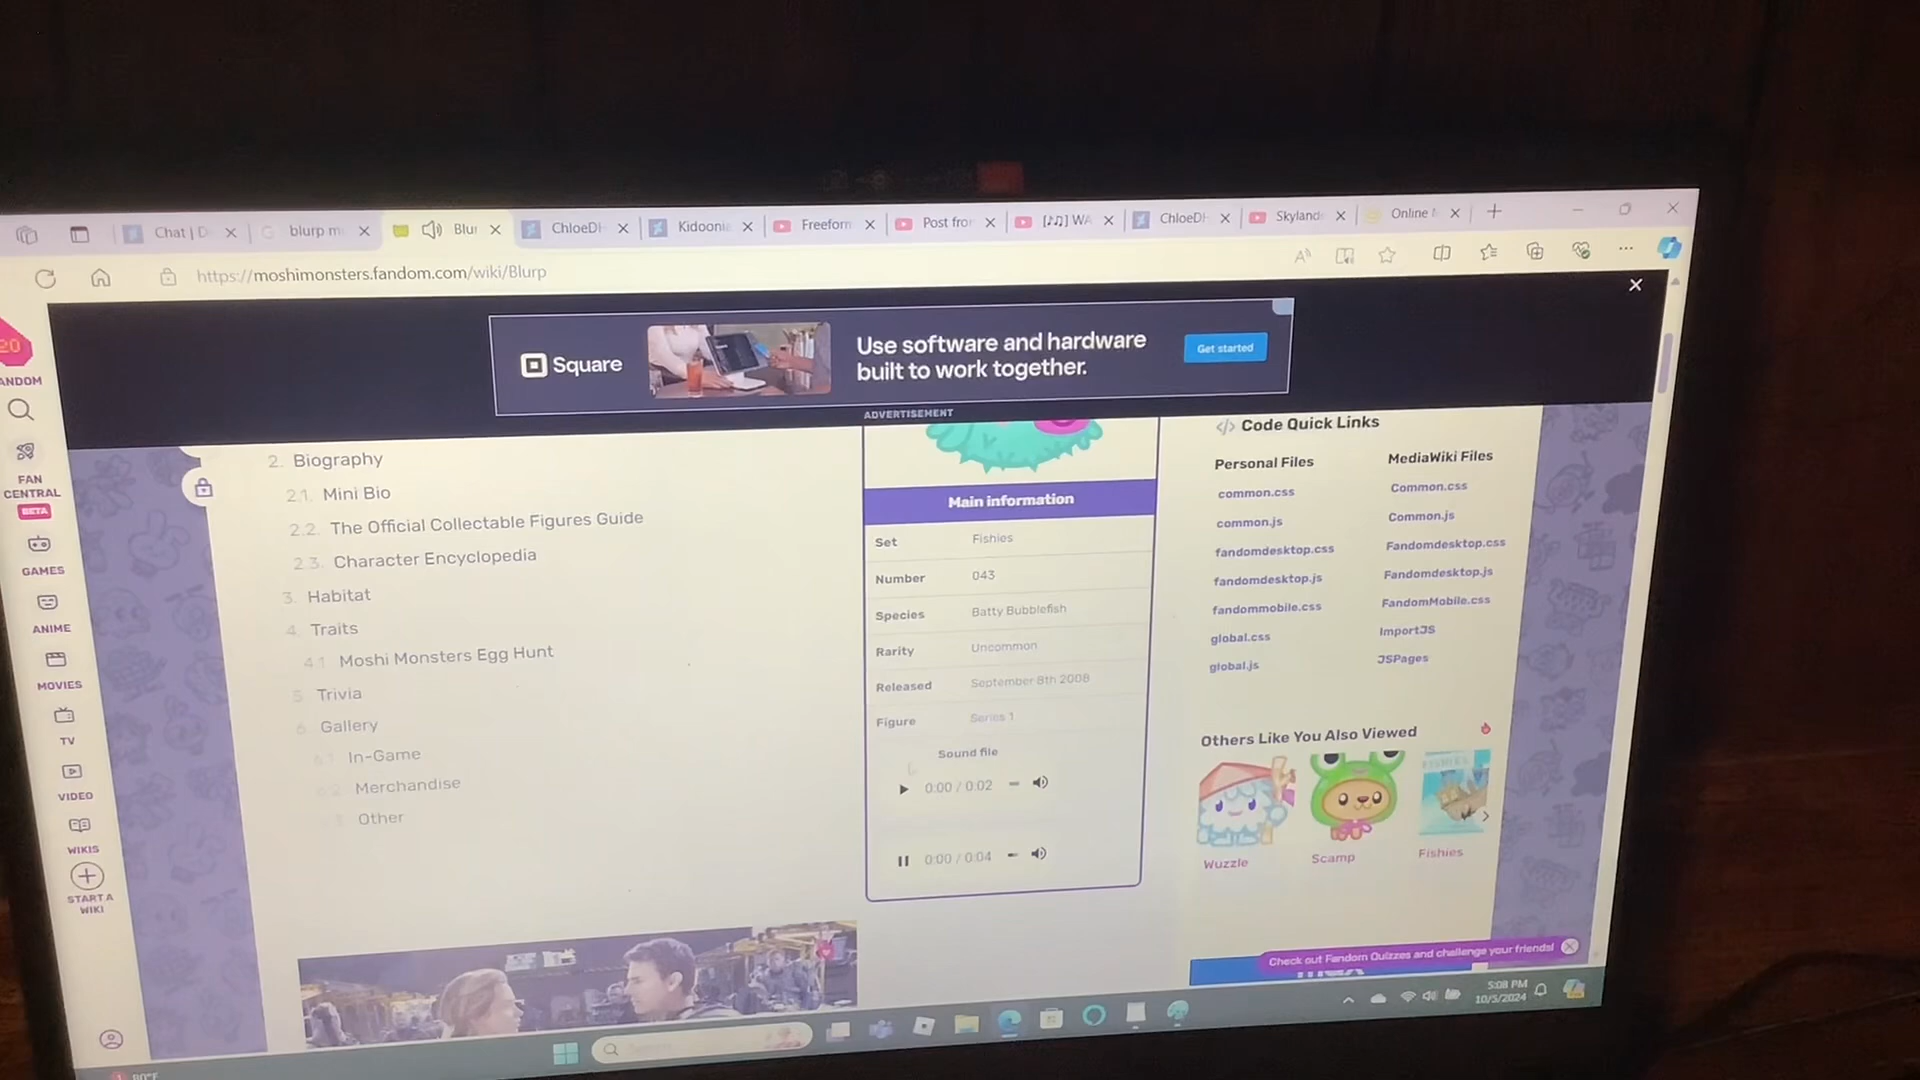 Chat | D
blurp m
Blur
ChloeDH
Kidoonia
Freeform
Post fror
[♪♫] WA
ChloeDH
Skyland
Online
https://moshimonsters.fandom.com/wiki/Blurp
Square
Use software and hardware
built to work together.
Get started
ADVERTISEMENT
20
ANDOM
FAN
CENTRAL
BETA
GAMES
ANIME
MOVIES
TV
VIDEO
WIKIS
START A
WIKI
2. Biography
2.1. Mini Bio
2.2. The Official Collectable Figures Guide
2.3. Character Encyclopedia
3. Habitat
4. Traits
4.1 Moshi Monsters Egg Hunt
5 Trivia
6 Gallery
In-Game
Merchandise
Other
Main information
Set Fishies
Number 043
Species Batty Bubblefish
Rarity Uncommon
Released September 8th 2008
Figure Series 1
Sound file
0:00 / 0:02
0:00 / 0:04
</> Code Quick Links
Personal Files
common.css
common.js
fandomdesktop.css
fandomdesktop.js
fandommobile.css
global.css
global.js
MediaWiki Files
Common.css
Common.js
Fandomdesktop.css
Fandomdesktop.js
FandomMobile.css
ImportJS
JSPages
Others Like You Also Viewed
Wuzzle
Scamp
Fishies
Check out Fandom Quizzes and challenge your friends!
5:08 PM
10/5/2024